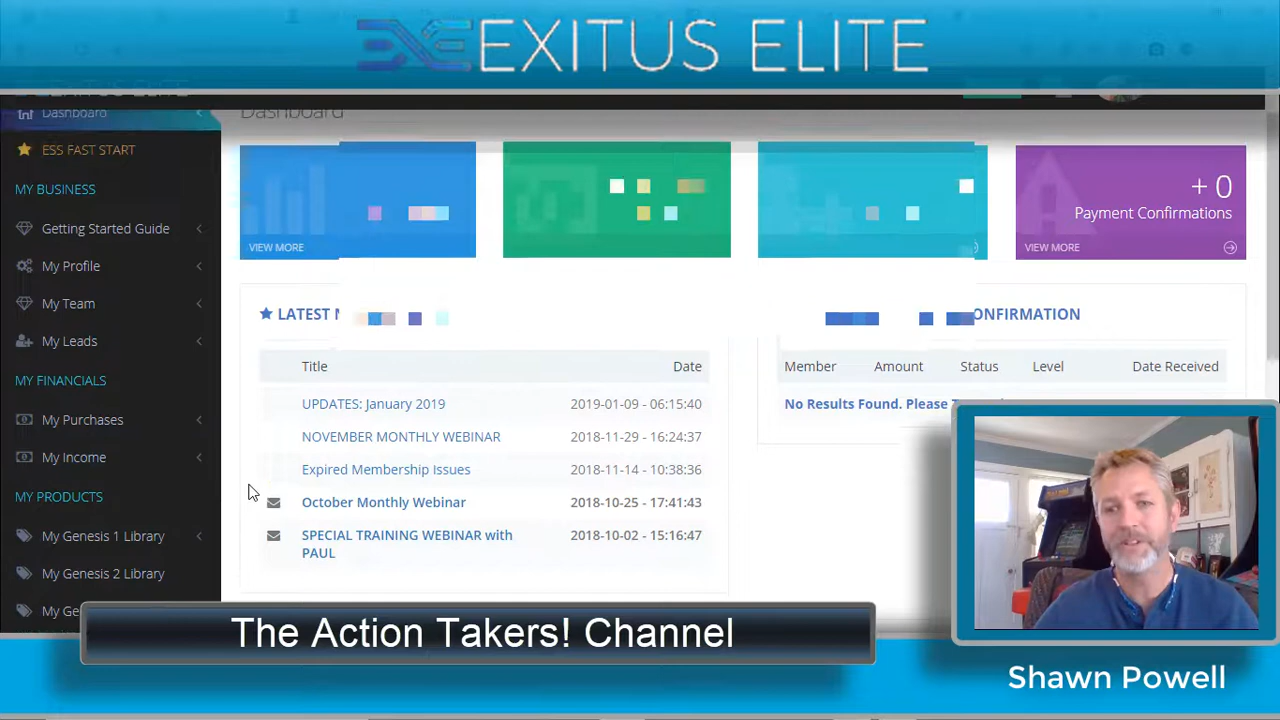 EXITUS ELITE
Dashboard
Dashboard
ESS FAST START
MY BUSINESS
Getting Started Guide
My Profile
My Team
My Leads
MY FINANCIALS
My Purchases
My Income
MY PRODUCTS
My Genesis 1 Library
My Genesis 2 Library
My Ge
VIEW MORE
+ 0
Payment Confirmations
VIEW MORE
LATEST N
Title Date
UPDATES: January 2019 2019-01-09 - 06:15:40
NOVEMBER MONTHLY WEBINAR 2018-11-29 - 16:24:37
Expired Membership Issues 2018-11-14 - 10:38:36
October Monthly Webinar 2018-10-25 - 17:41:43
SPECIAL TRAINING WEBINAR with 2018-10-02 - 15:16:47
PAUL
ONFIRMATION
Member Amount Status Level Date Received
No Results Found. Please
The Action Takers! Channel
Shawn Powell